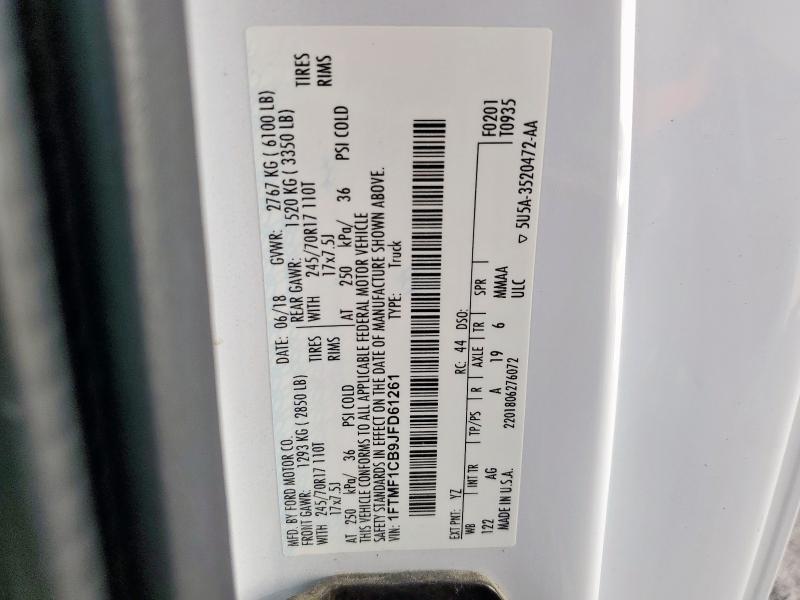 MFD. BY FORD MOTOR CO.
DATE: 06/18 GVWR: 2767 KG ( 6100 LB)
FRONT GAWR: 1293 KG ( 2850 LB) REAR GAWR: 1520 KG ( 3350 LB)
WITH 245/70R17 110T TIRES WITH 245/70R17 110T TIRES
17x7.5J RIMS 17x7.5J RIMS
AT 250 kPa/ 36 PSI COLD AT 250 kPa/ 36 PSI COLD
THIS VEHICLE CONFORMS TO ALL APPLICABLE FEDERAL MOTOR VEHICLE
SAFETY STANDARDS IN EFFECT ON THE DATE OF MANUFACTURE SHOWN ABOVE.
VIN: 1FTMF1CB9JFD61261 TYPE: Truck
F0201
T0935
EXT PNT: YZ RC: 44 DSO:
WB INT TR TP/PS R AXLE TR SPR
122 AG A 19 6 MMAA
MADE IN U.S.A. 2201806276072 ULC
▽ 5U5A-3520472-AA